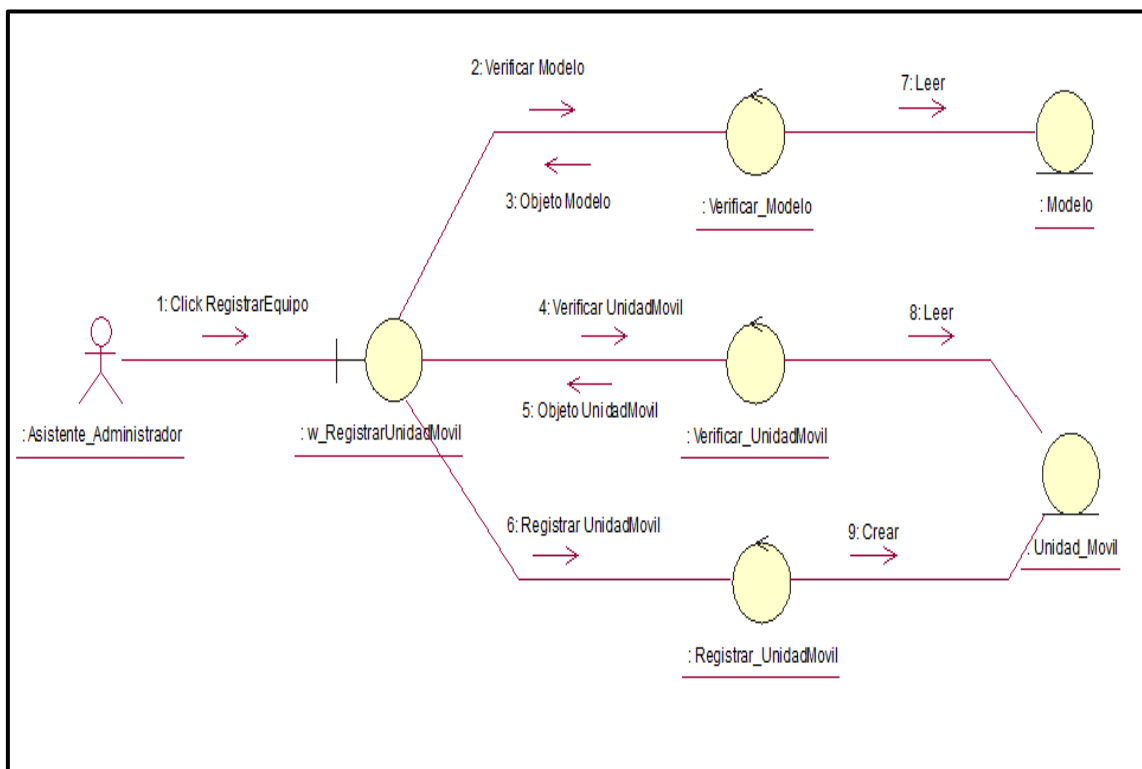 2: Verificar Modelo
7: Leer
3: Objeto Modelo
: Verificar_Modelo
: Modelo
1: Click RegistrarEquipo
4: Verificar UnidadMovil
8: Leer
5: Objeto UnidadMovil
: Asistente_Administrador
: w_RegistrarUnidadMovil
: Verificar_UnidadMovil
6: Registrar UnidadMovil
9: Crear
: Unidad_Movil
: Registrar_UnidadMovil